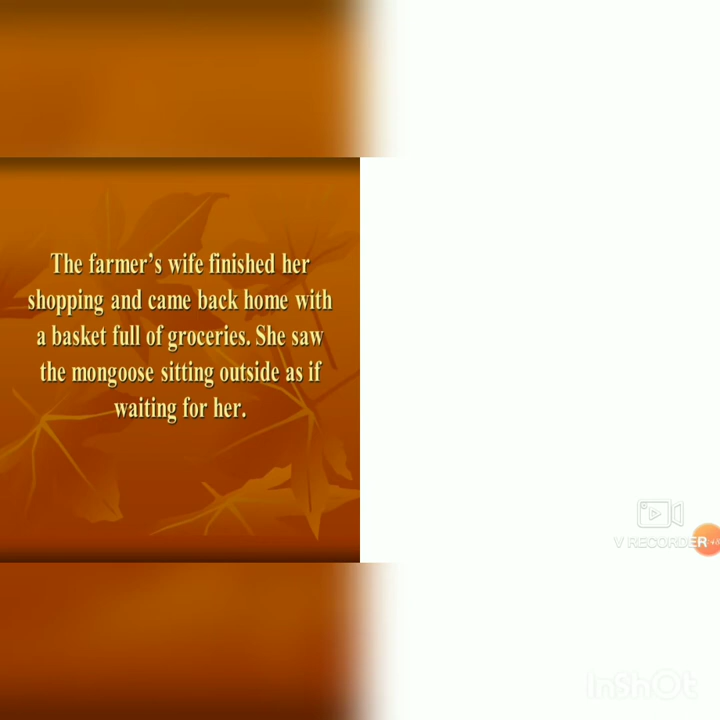 The farmer's wife finished her
shopping and came back home with
a basket full of groceries. She saw
the mongoose sitting outside as if
waiting for her.
V RECORDER
InShOt